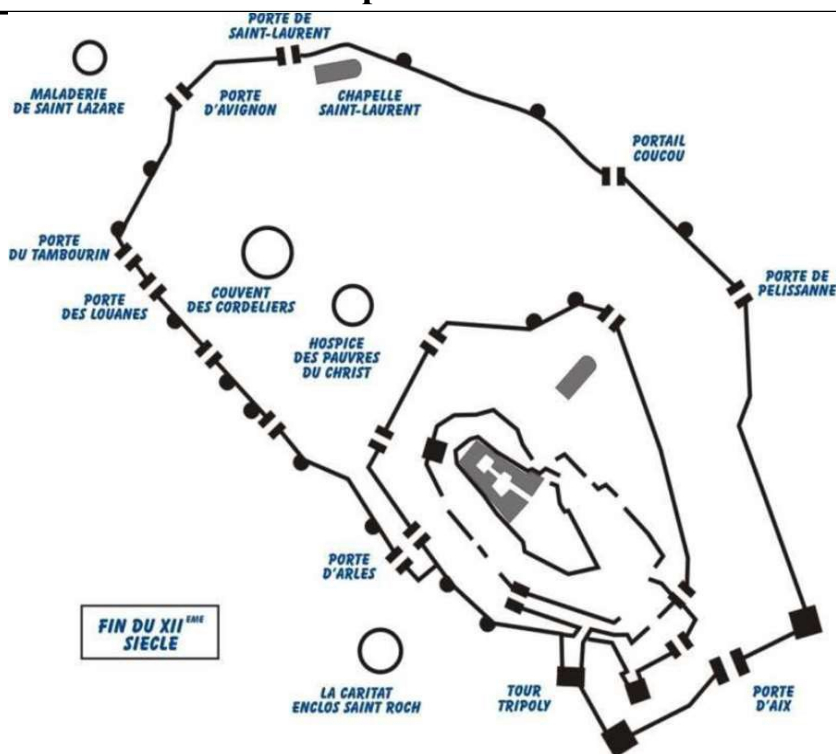 PORTE DE
SAINT-LAURENT
MALADERIE
DE SAINT LAZARE
PORTE
D'AVIGNON
CHAPELLE
SAINT-LAURENT
PORTAIL
COUCOU
PORTE
DU TAMBOURIN
PORTE
DES LOUANES
COUVENT
DES CORDELIERS
PORTE DE
PELISSANNE
HOSPICE
DES PAUVRES
DU CHRIST
PORTE
D'ARLES
FIN DU XII EME
SIECLE
LA CARITAT
ENCLOS SAINT ROCH
TOUR
TRIPOLY
PORTE
D'AIX